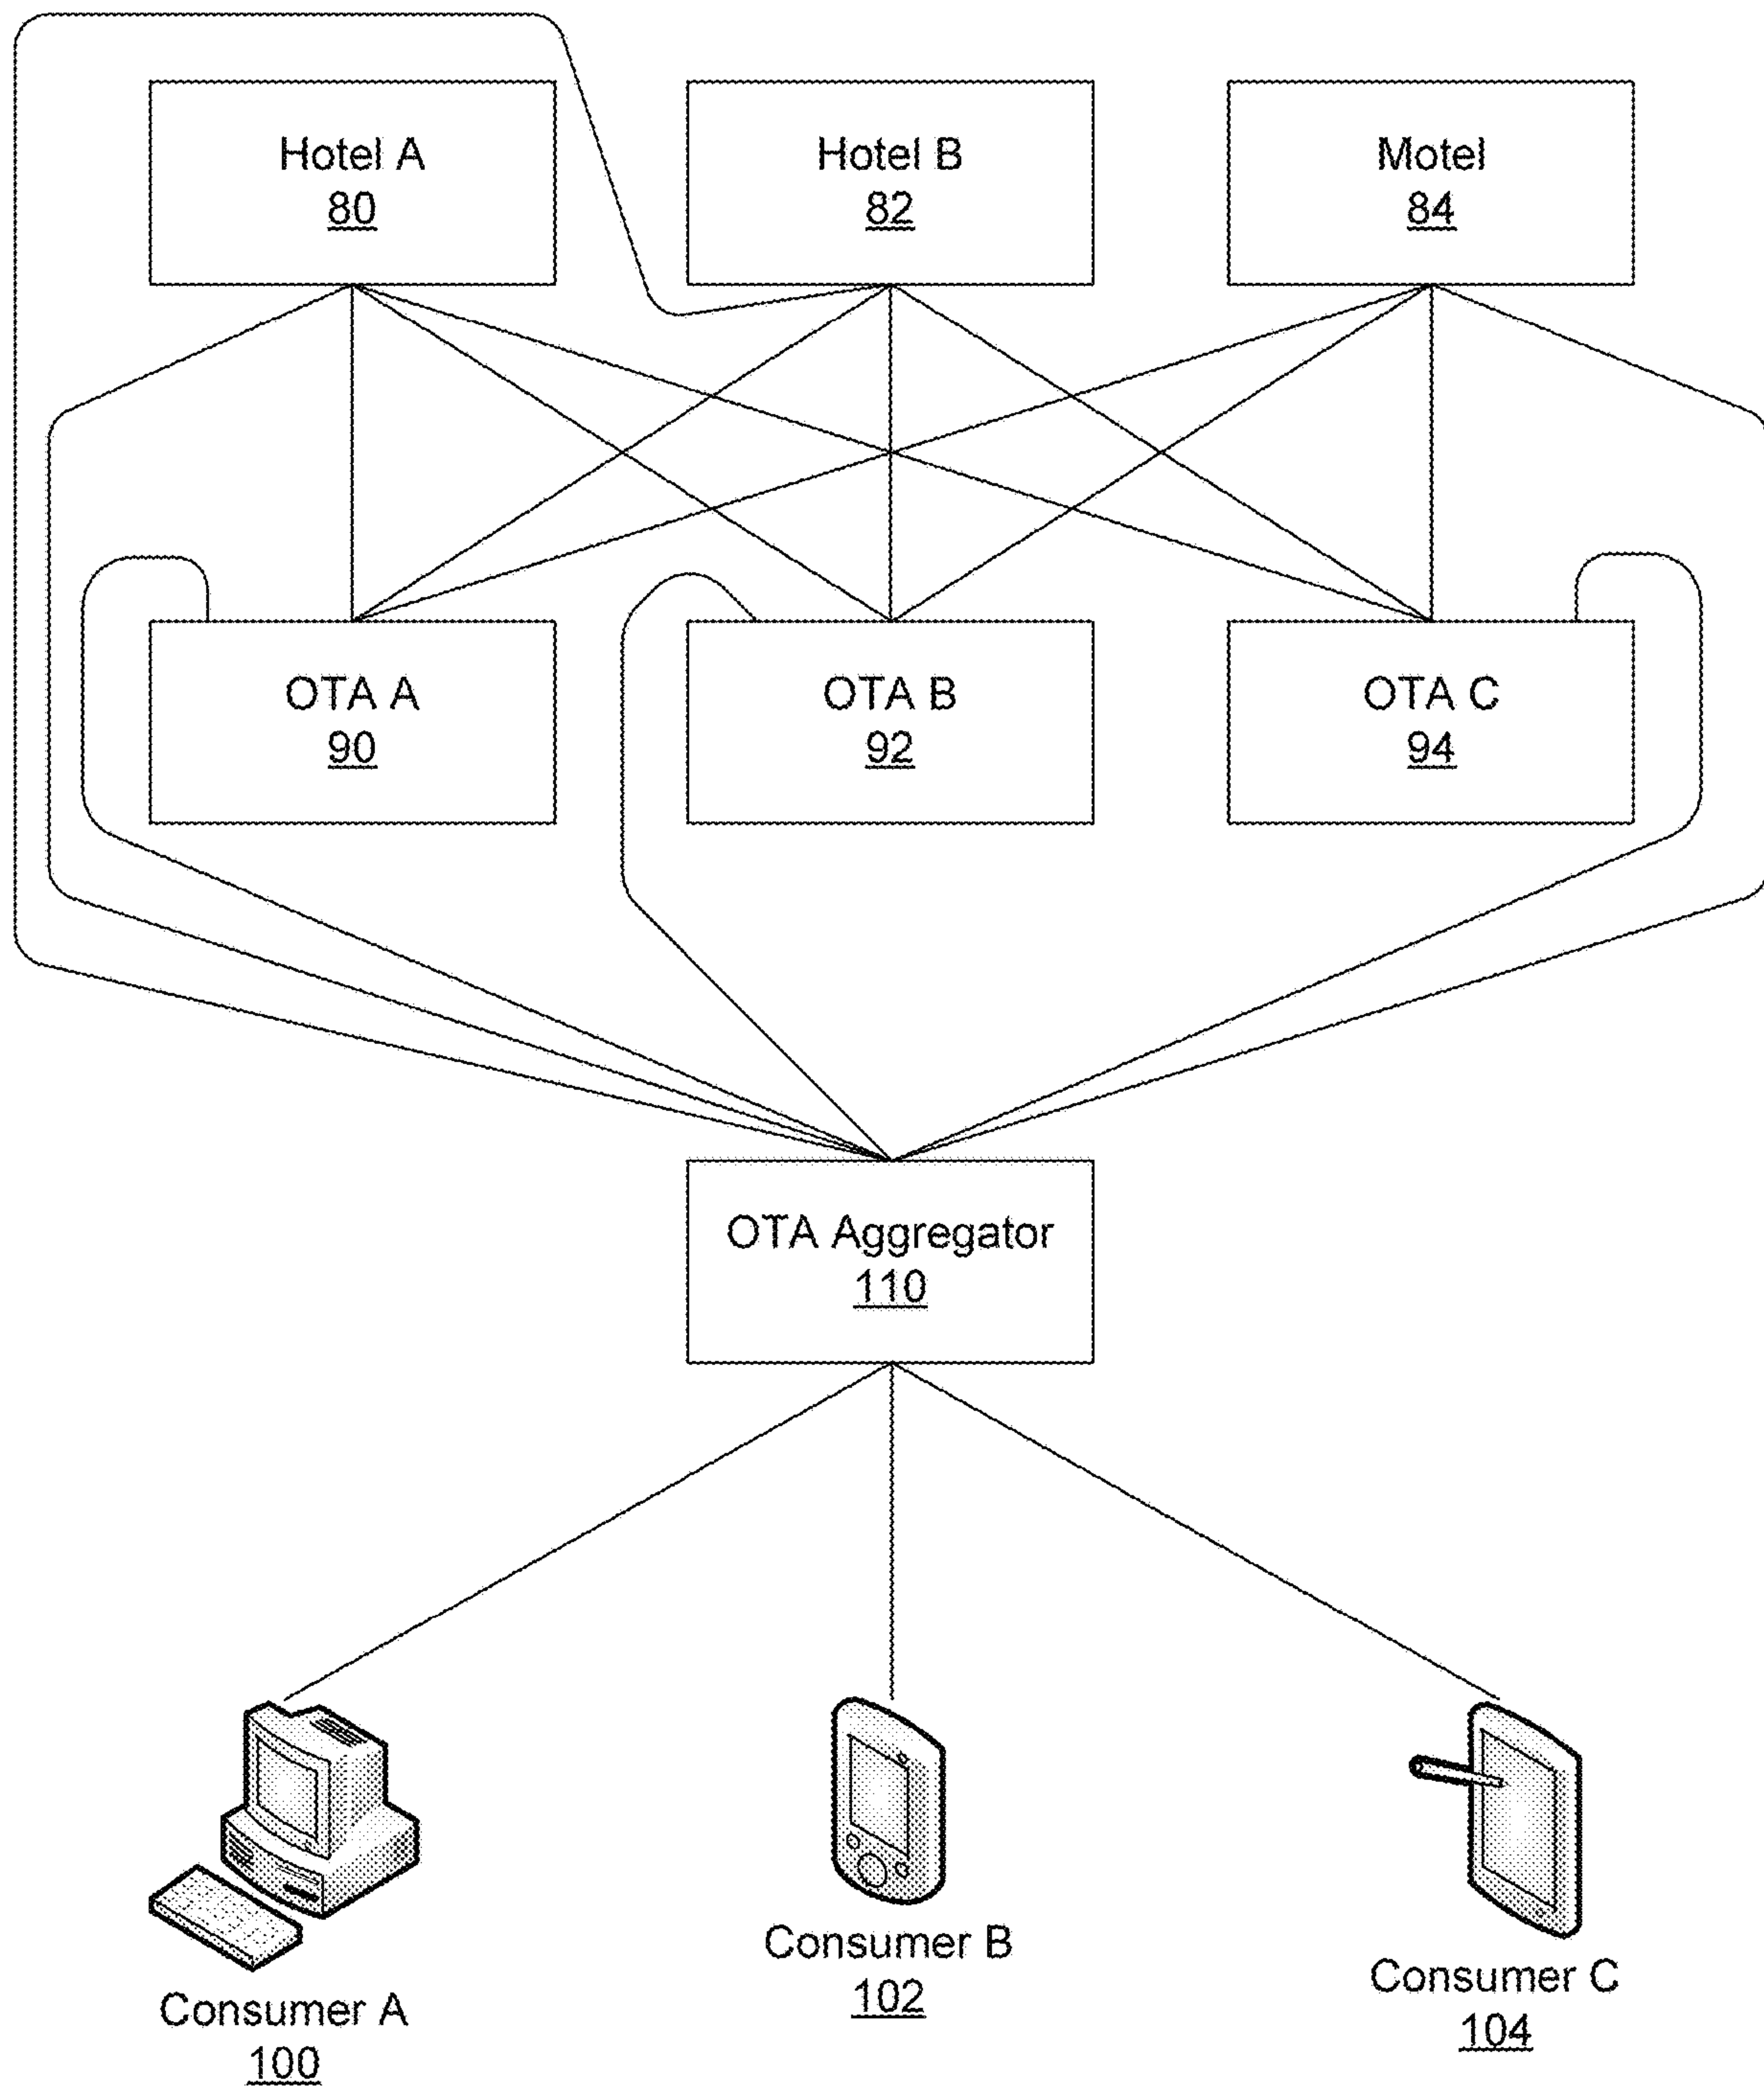 Hotel A
80
Hotel B
82
Motel
84
OTA A
90
OTA B
92
OTA C
94
OTA Aggregator
110
Consumer A
100
Consumer B
102
Consumer C
104